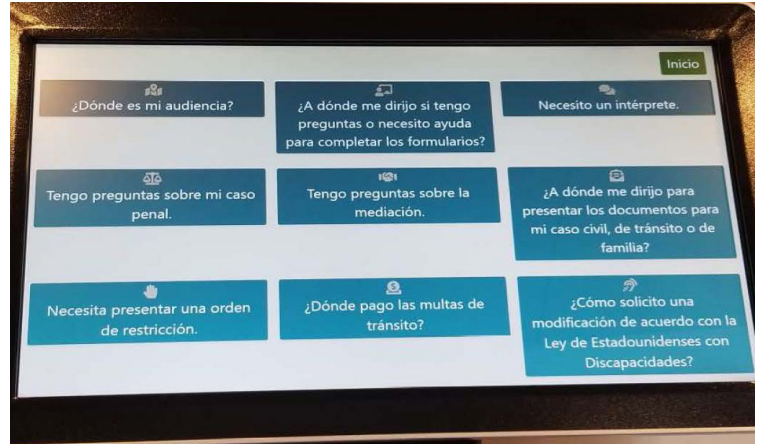 Inicio
¿Dónde es mi audiencia?
¿A dónde me dirijo si tengo
preguntas o necesito ayuda
para completar los formularios?
Necesito un intérprete.
Tengo preguntas sobre mi caso
penal.
Tengo preguntas sobre la
mediación.
¿A dónde me dirijo para
presentar los documentos para
mi caso civil, de tránsito o de
familia?
Necesita presentar una orden
de restricción.
¿Dónde pago las multas de
tránsito?
¿Cómo solicito una
modificación de acuerdo con la
Ley de Estadounidenses con
Discapacidades?